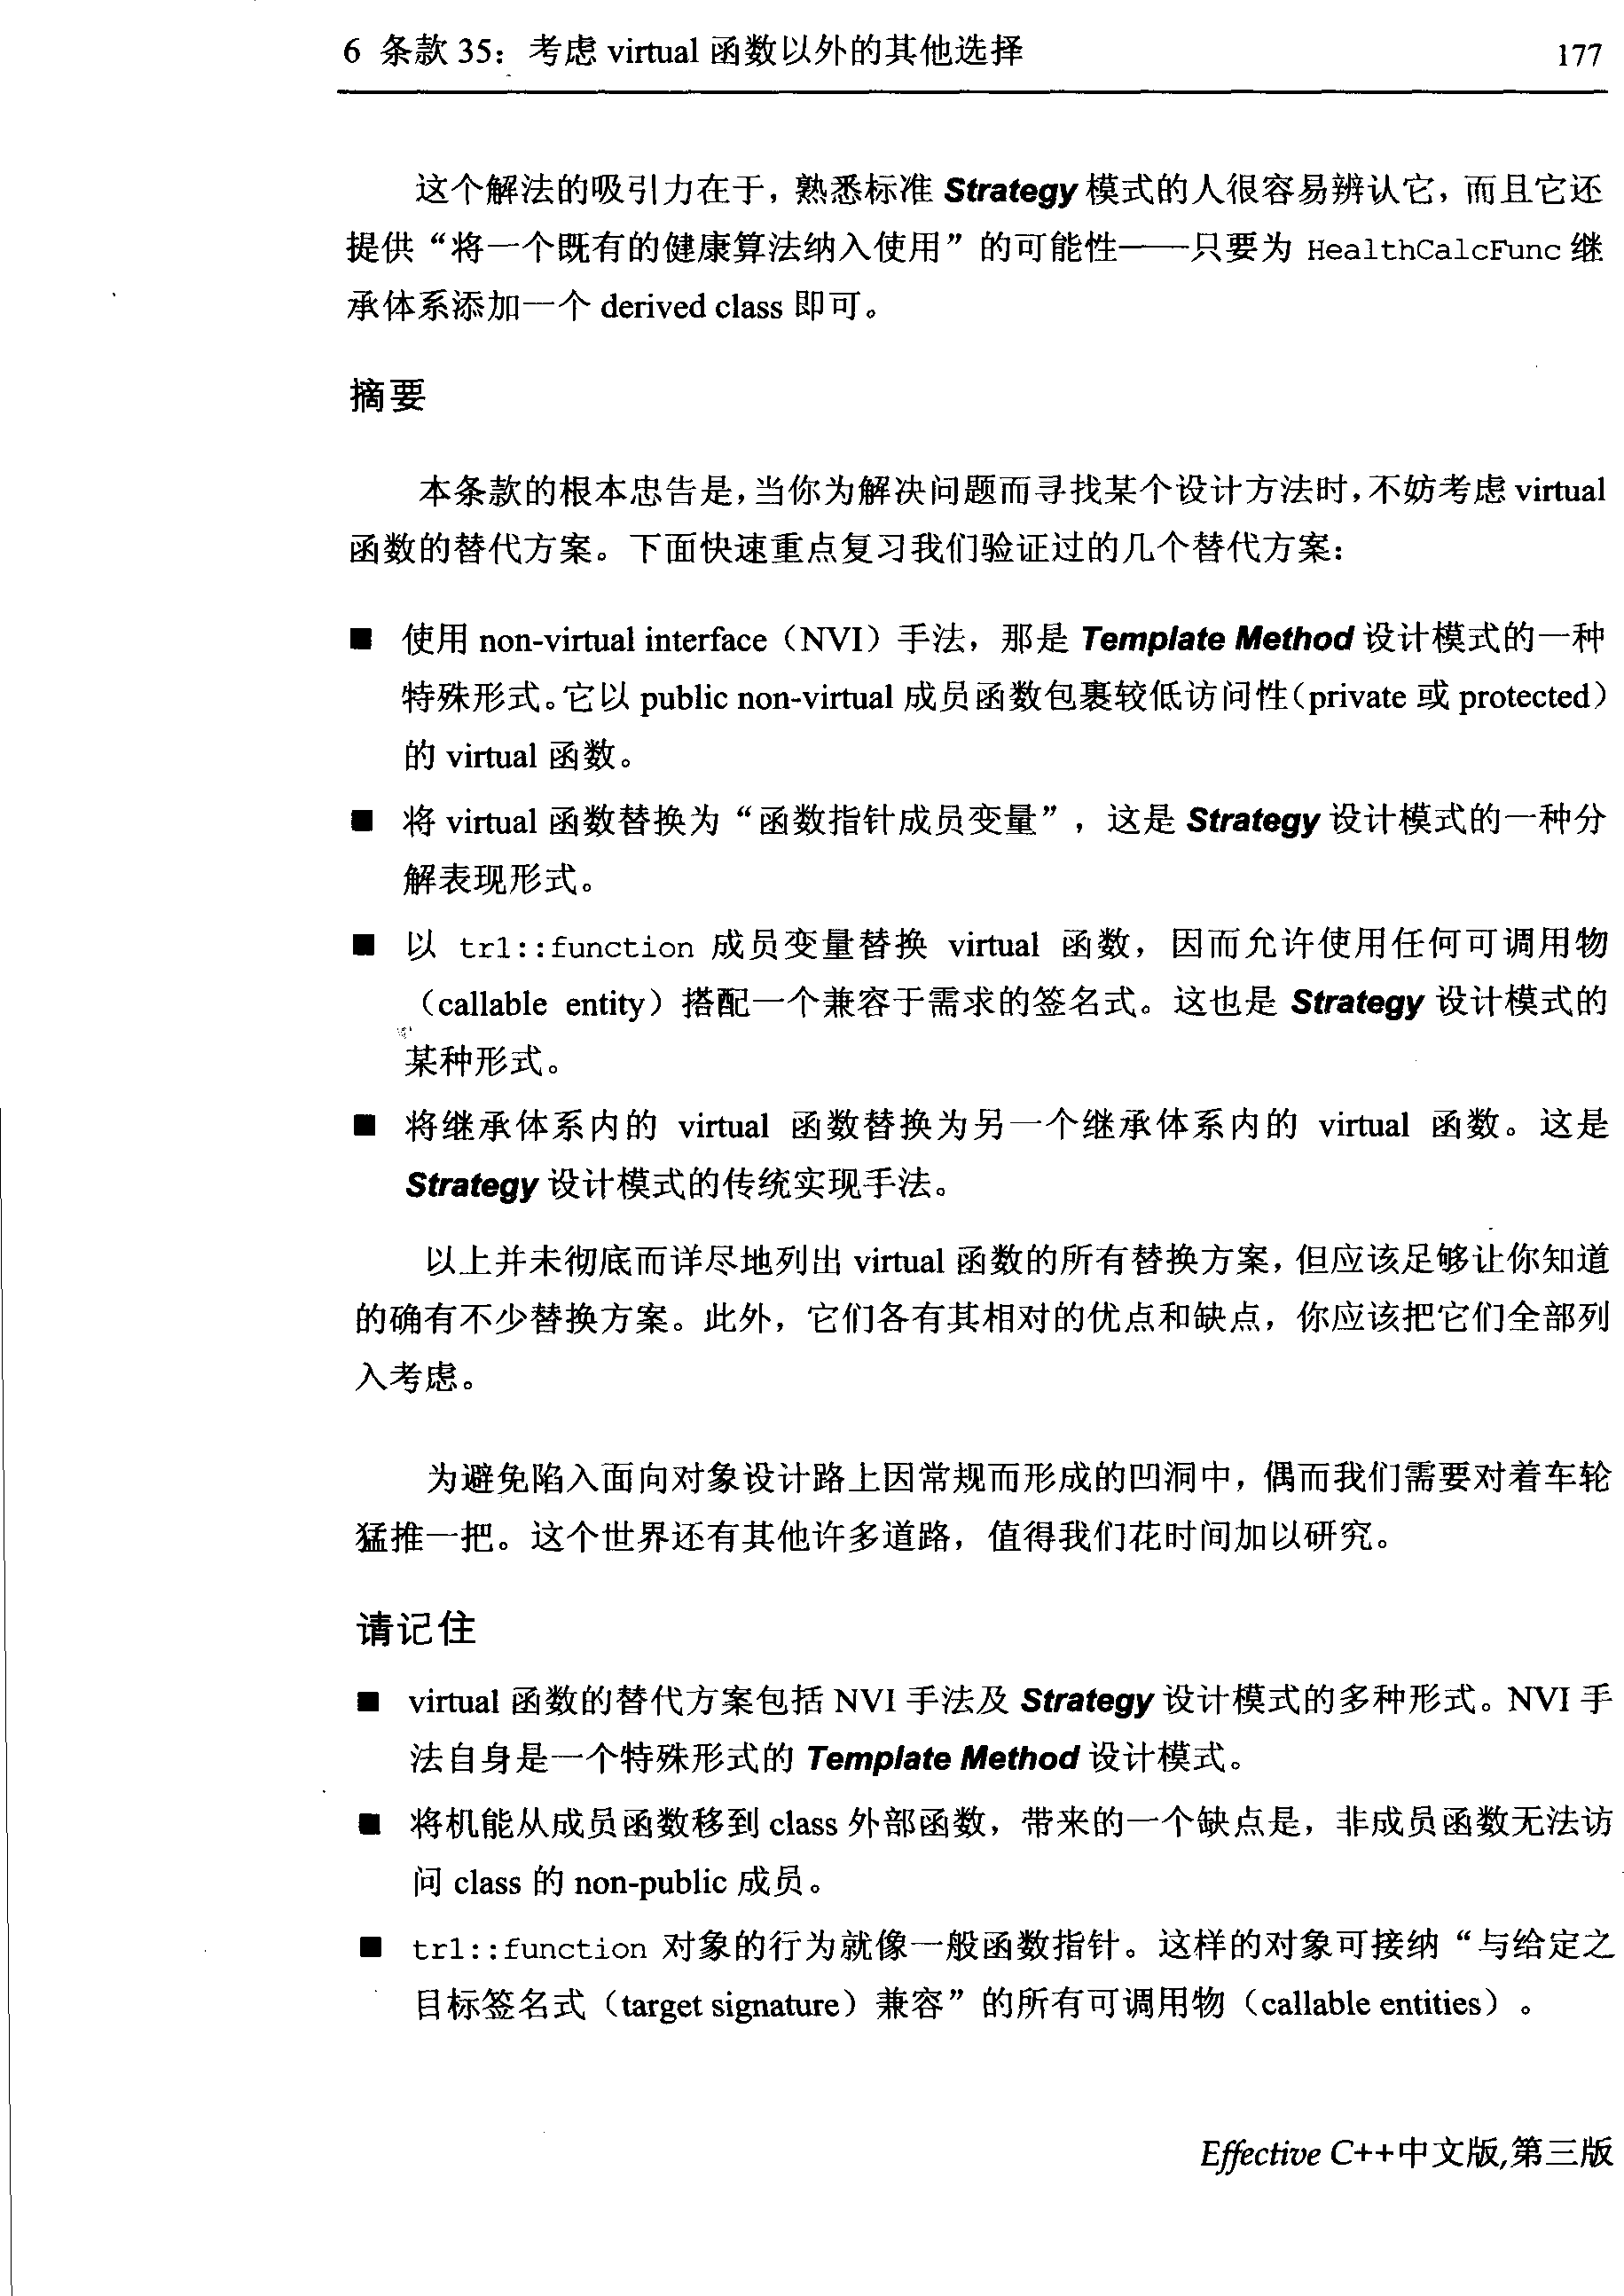 6 条款 35：考虑 virtual 函数以外的其他选择 177
这个解法的吸引力在于，熟悉标准 Strategy 模式的人很容易辨认它，而且它还
提供“将一个既有的健康算法纳入使用”的可能性——只要为 HealthCalcFunc 继
承体系添加一个 derived class 即可。
摘要
本条款的根本忠告是，当你为解决问题而寻找某个设计方法时，不妨考虑 virtual
函数的替代方案。下面快速重点复习我们验证过的几个替代方案：
■ 使用 non-virtual interface（NVI）手法，那是 Template Method 设计模式的一种
特殊形式。它以 public non-virtual 成员函数包裹较低访问性（private 或 protected）
的 virtual 函数。
■ 将 virtual 函数替换为“函数指针成员变量”，这是 Strategy 设计模式的一种分
解表现形式。
■ 以 tr1::function 成员变量替换 virtual 函数，因而允许使用任何可调用物
（callable entity）搭配一个兼容于需求的签名式。这也是 Strategy 设计模式的
某种形式。
■ 将继承体系内的 virtual 函数替换为另一个继承体系内的 virtual 函数。这是
Strategy 设计模式的传统实现手法。
以上并未彻底而详尽地列出 virtual 函数的所有替换方案，但应该足够让你知道
的确有不少替换方案。此外，它们各有其相对的优点和缺点，你应该把它们全部列
入考虑。
为避免陷入面向对象设计路上因常规而形成的凹洞中，偶而我们需要对着车轮
猛推一把。这个世界还有其他许多道路，值得我们花时间加以研究。
请记住
■ virtual 函数的替代方案包括 NVI 手法及 Strategy 设计模式的多种形式。NVI 手
法自身是一个特殊形式的 Template Method 设计模式。
■ 将机能从成员函数移到 class 外部函数，带来的一个缺点是，非成员函数无法访
问 class 的 non-public 成员。
■ tr1::function 对象的行为就像一般函数指针。这样的对象可接纳“与给定之
目标签名式（target signature）兼容”的所有可调用物（callable entities）。
Effective C++中文版,第三版